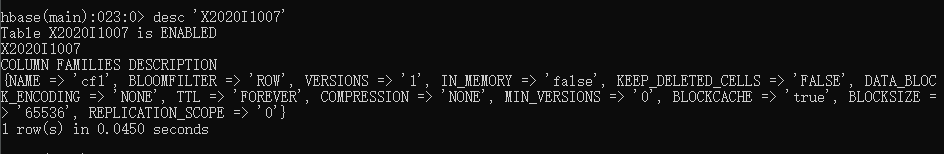 hbase(main):023:0> desc 'X2020I1007'
Table X2020I1007 is ENABLED
X2020I1007
COLUMN FAMILIES DESCRIPTION
{NAME => 'cf1', BLOOMFILTER => 'ROW', VERSIONS => '1', IN_MEMORY => 'false', KEEP_DELETED_CELLS => 'FALSE', DATA_BLOC
K_ENCODING => 'NONE', TTL => 'FOREVER', COMPRESSION => 'NONE', MIN_VERSIONS => '0', BLOCKCACHE => 'true', BLOCKSIZE =
> '65536', REPLICATION_SCOPE => '0'}
1 row(s) in 0.0450 seconds